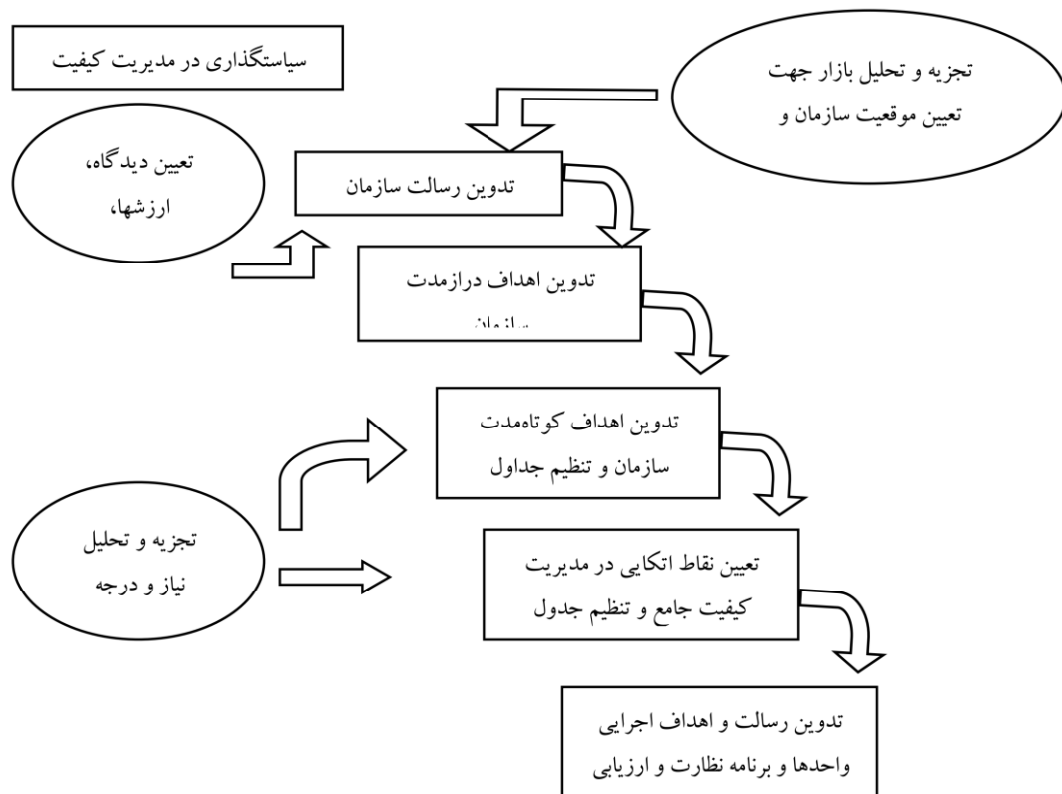 سیاستگذاری در مدیریت کیفیت
تجزیه و تحلیل بازار جهت
تعیین موقعیت سازمان و
تعیین دیدگاه،
ارزشها،
تدوین رسالت سازمان
تدوین اهداف درازمدت
سازمان
تدوین اهداف کوتاهمدت
سازمان و تنظیم جداول
تجزیه و تحلیل
نیاز و درجه
تعیین نقاط اتکایی در مدیریت
کیفیت جامع و تنظیم جدول
تدوین رسالت و اهداف اجرایی
واحدها و برنامه نظارت و ارزیابی